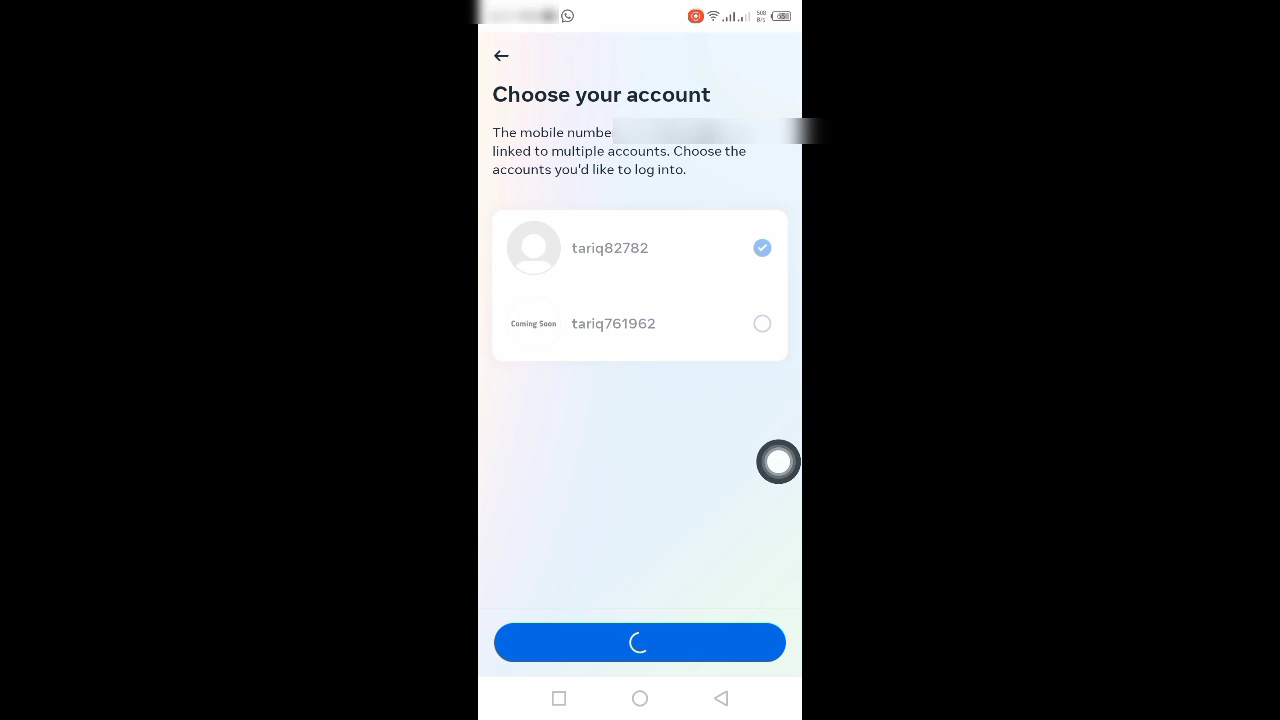 508
B/s
Choose your account
The mobile numbe
linked to multiple accounts. Choose the
accounts you'd like to log into.
tariq82782
Coming Soon
tariq761962